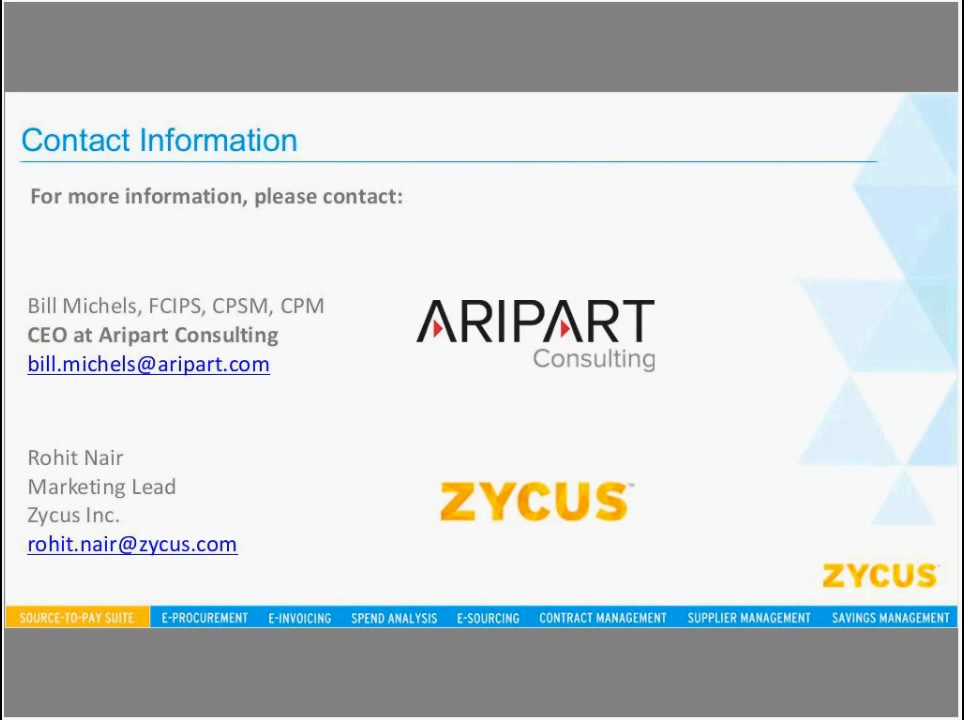 Contact Information
For more information, please contact:
Bill Michels, FCIPS, CPSM, CPM
CEO at Aripart Consulting
bill.michels@aripart.com
ARIPART
Consulting
Rohit Nair
Marketing Lead
Zycus Inc.
rohit.nair@zycus.com
ZYCUS™
ZYCUS
SOURCE-TO-PAY SUITE E-PROCUREMENT E-INVOICING SPEND ANALYSIS E-SOURCING CONTRACT MANAGEMENT SUPPLIER MANAGEMENT SAVINGS MANAGEMENT